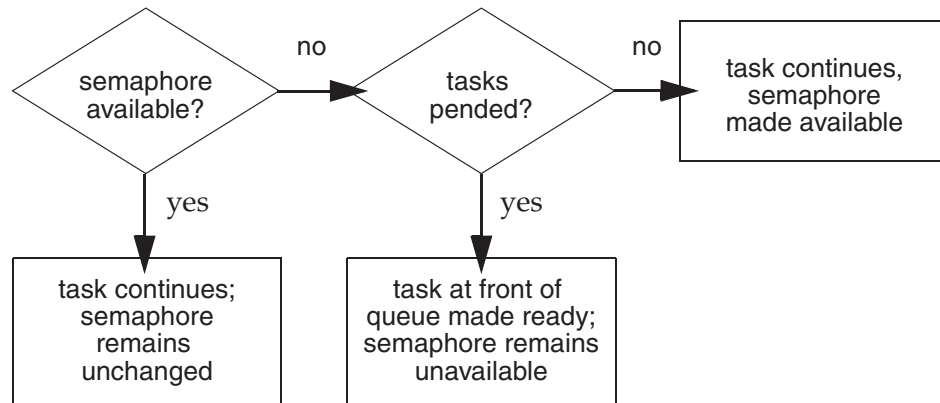 semaphore
available?
no
tasks
pended?
no
task continues,
semaphore
made available
yes
yes
task continues;
semaphore
remains
unchanged
task at front of
queue made ready;
semaphore remains
unavailable